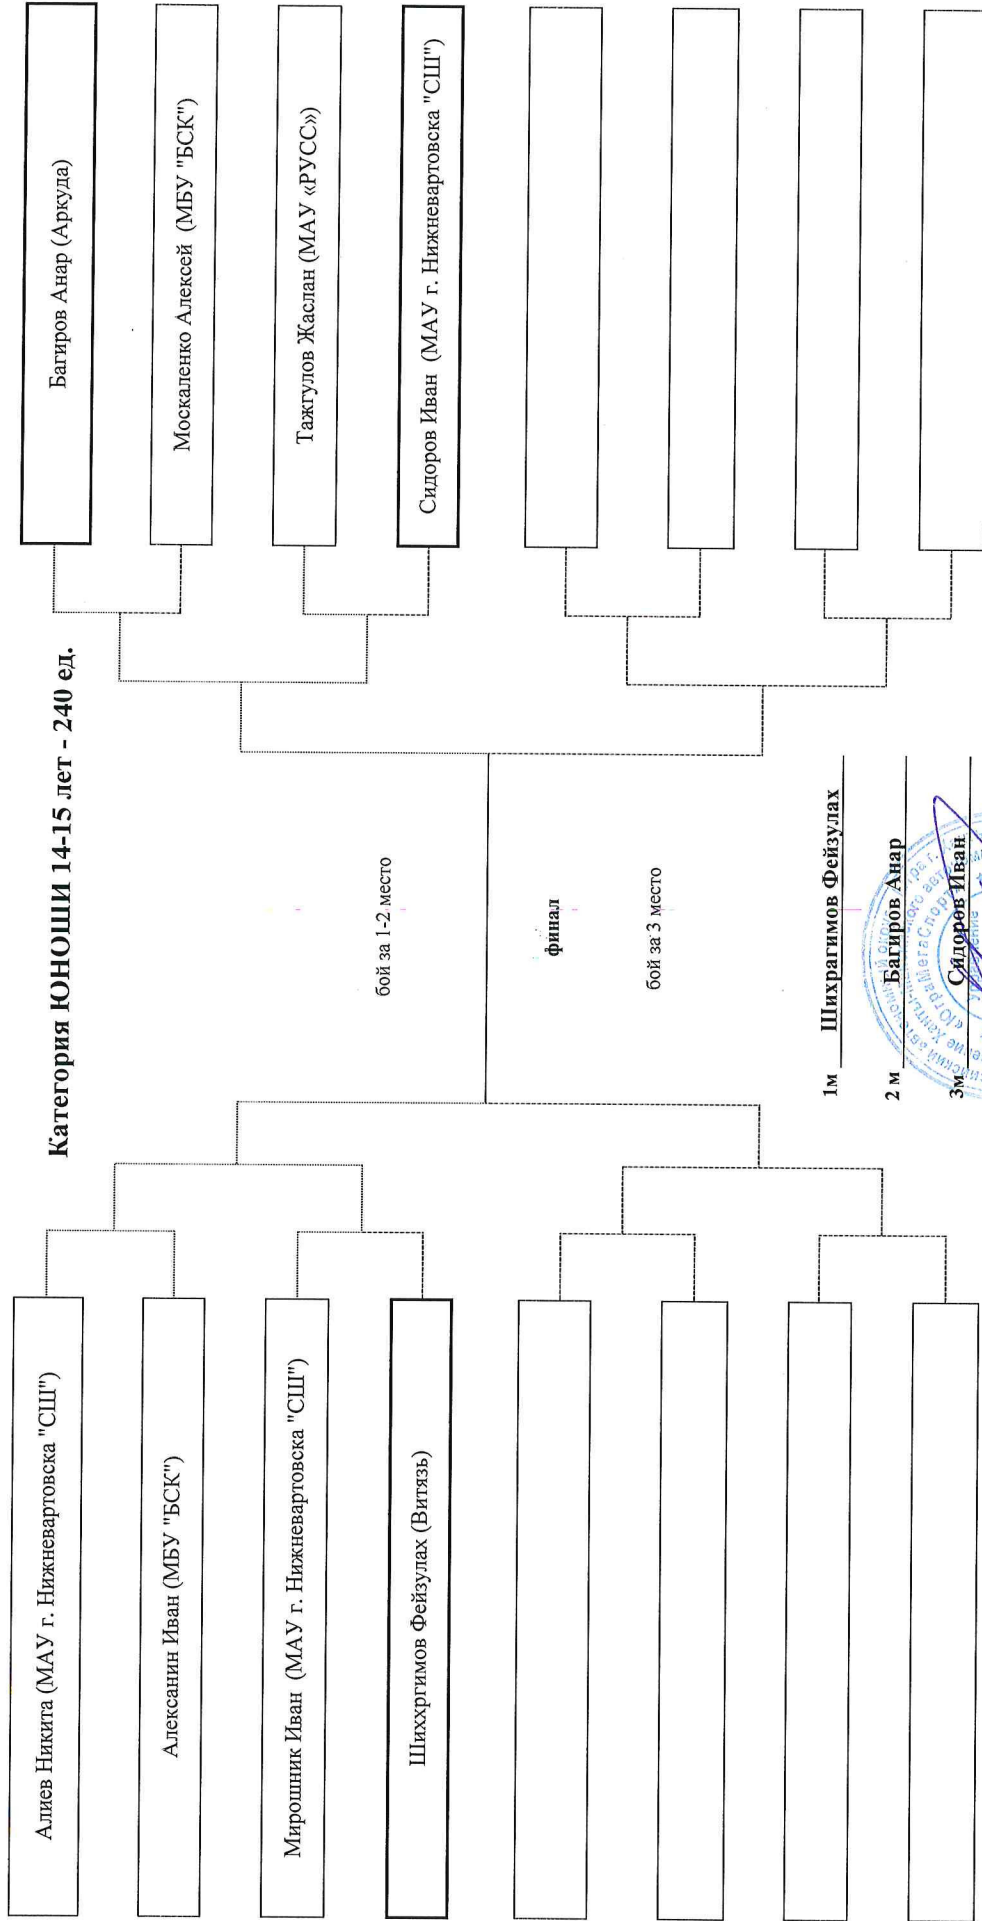 Категория ЮНОШИ 14-15 лет - 240 ед.
Алиев Никита (МАУ г. Нижневартовска "СШ")
Алексанин Иван (МБУ "БСК")
Мирошник Иван (МАУ г. Нижневартовска "СШ")
Шиххргимов Фейзулах (Витязь)
Багиров Анар (Аркуда)
Москаленко Алексей (МБУ "БСК")
Тажгулов Жаслан (МАУ «РУСС»)
Сидоров Иван (МАУ г. Нижневартовска "СШ")
бой за 1-2 место
финал
бой за 3 место
1м Шихрагимов Фейзулах
2 м Багиров Анар
3м Сидоров Иван